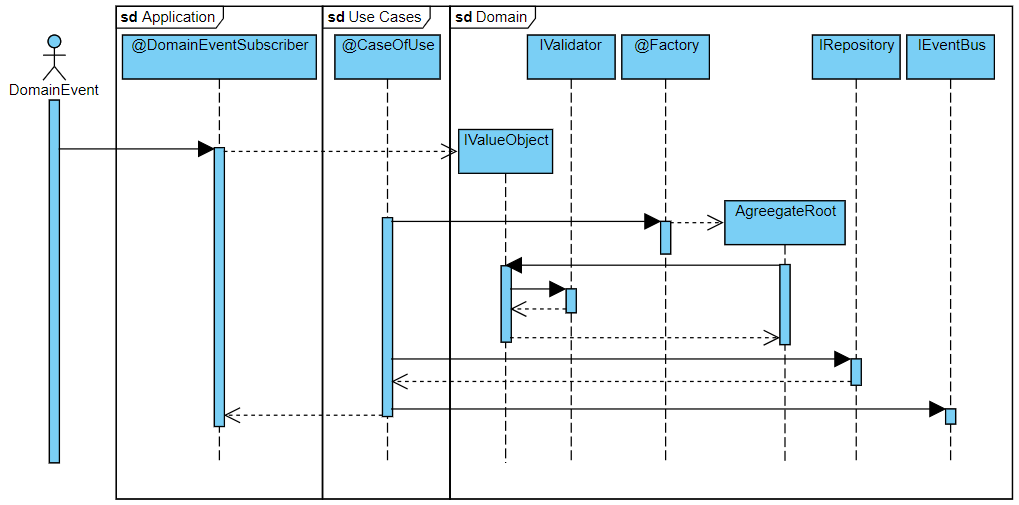 sd Application
sd Use Cases
sd Domain
@DomainEventSubscriber
@CaseOfUse
IValidator
@Factory
IRepository
IEventBus
DomainEvent
IValueObject
AgreegateRoot